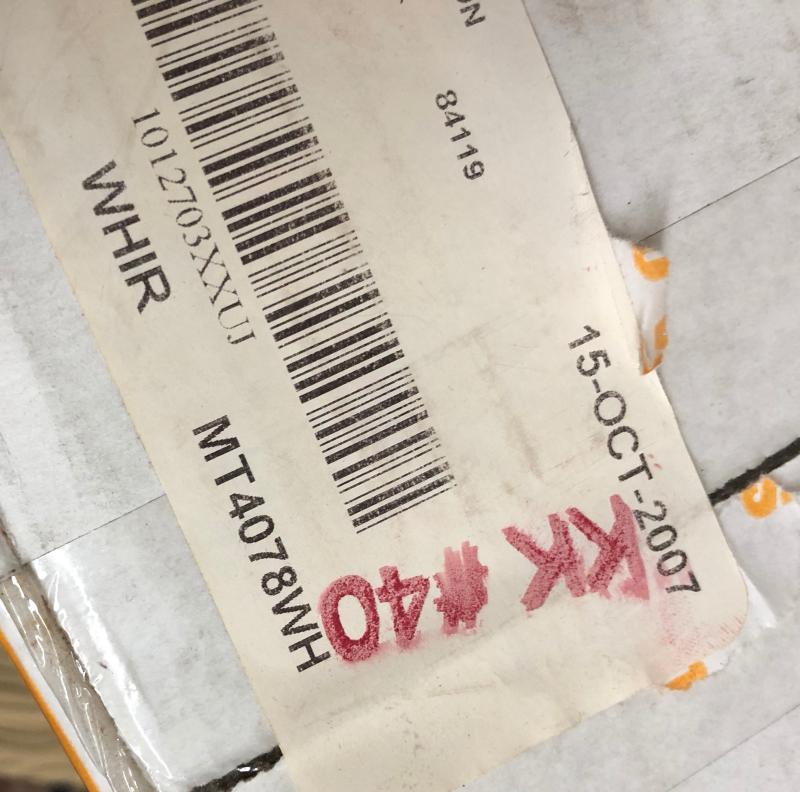 84119
15-OCT-2007
1012703XXUJ
WHIR
MT4078WH
KK #40